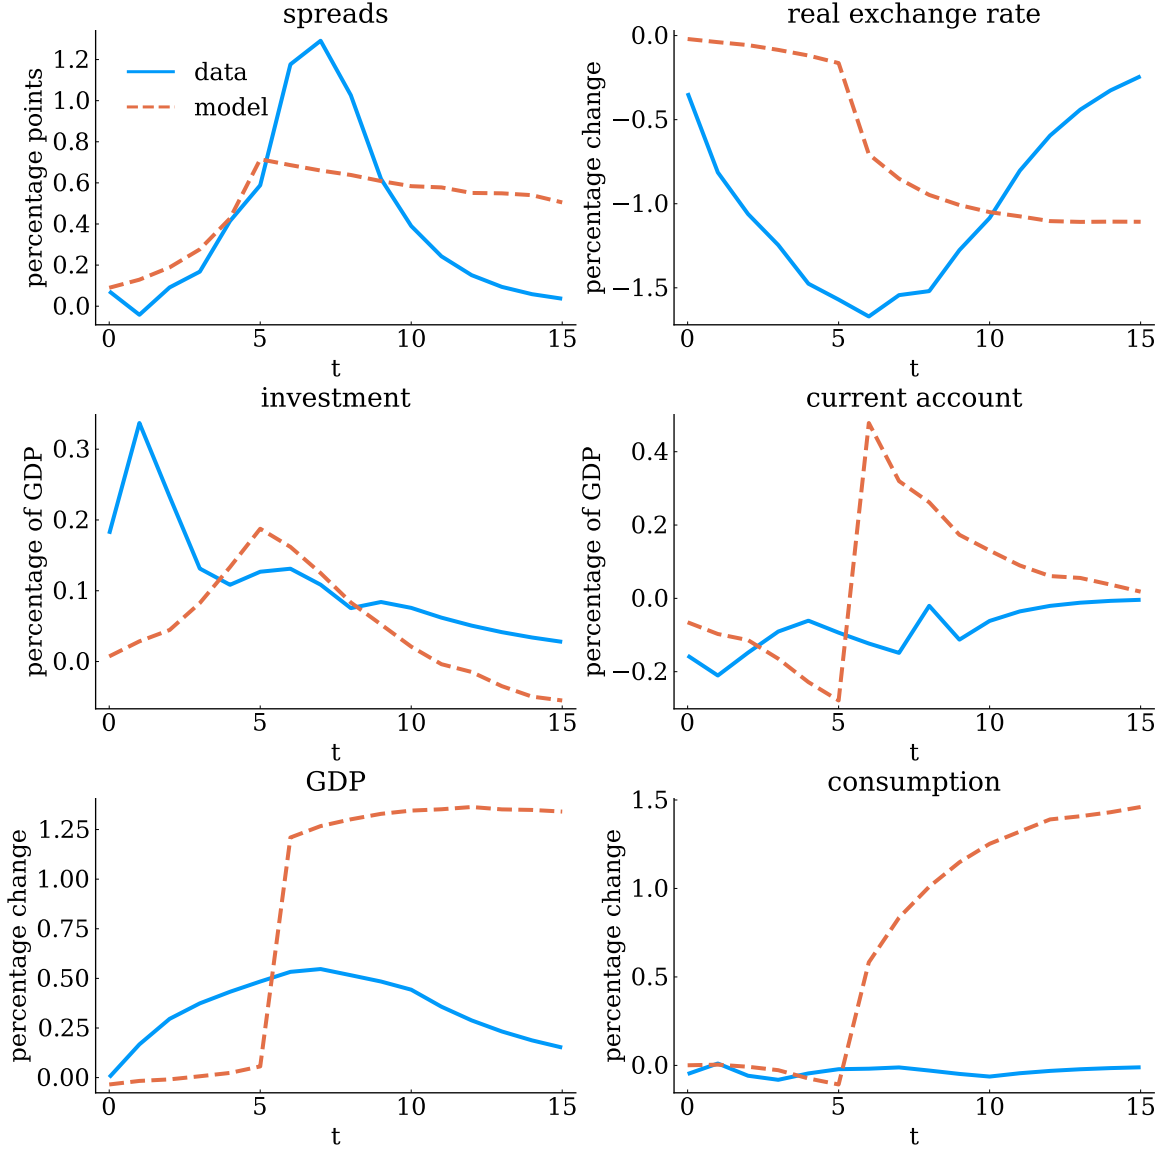 spreads
percentage points
1.2
1.0
0.8
0.6
0.4
0.2
0.0
data
model
0
5
10
15
t
real exchange rate
percentage change
0.0
−0.5
−1.0
−1.5
0
5
10
15
t
investment
percentage of GDP
0.3
0.2
0.1
0.0
0
5
10
15
t
current account
percentage of GDP
0.4
0.2
0.0
−0.2
0
5
10
15
t
GDP
percentage change
1.25
1.00
0.75
0.50
0.25
0.00
0
5
10
15
t
consumption
percentage change
1.5
1.0
0.5
0.0
0
5
10
15
t